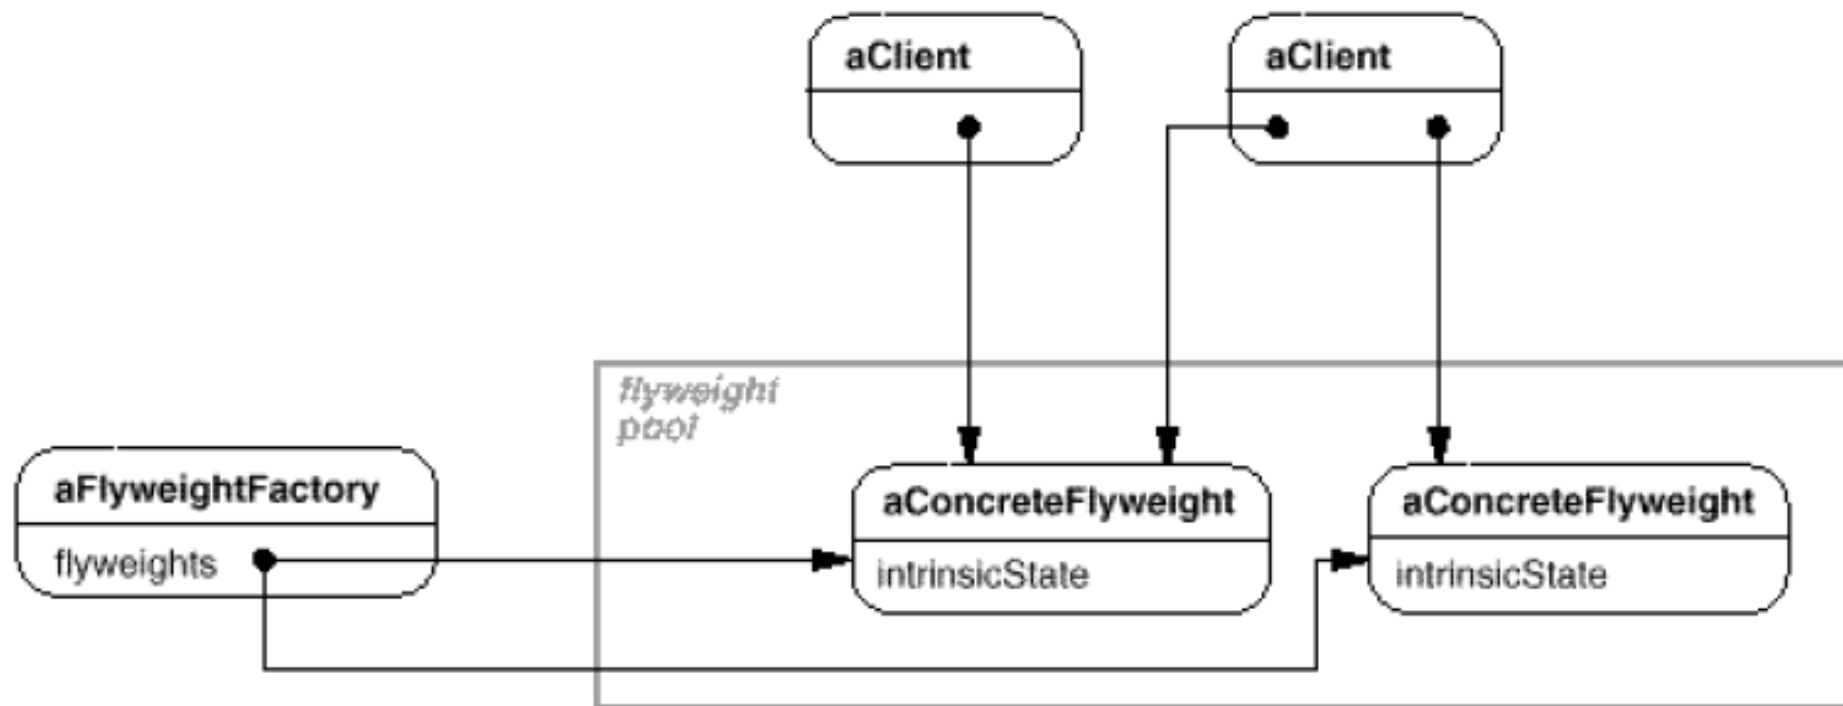 aClient
aClient
flyweight
pool
aFlyweightFactory
flyweights
aConcreteFlyweight
intrinsicState
aConcreteFlyweight
intrinsicState